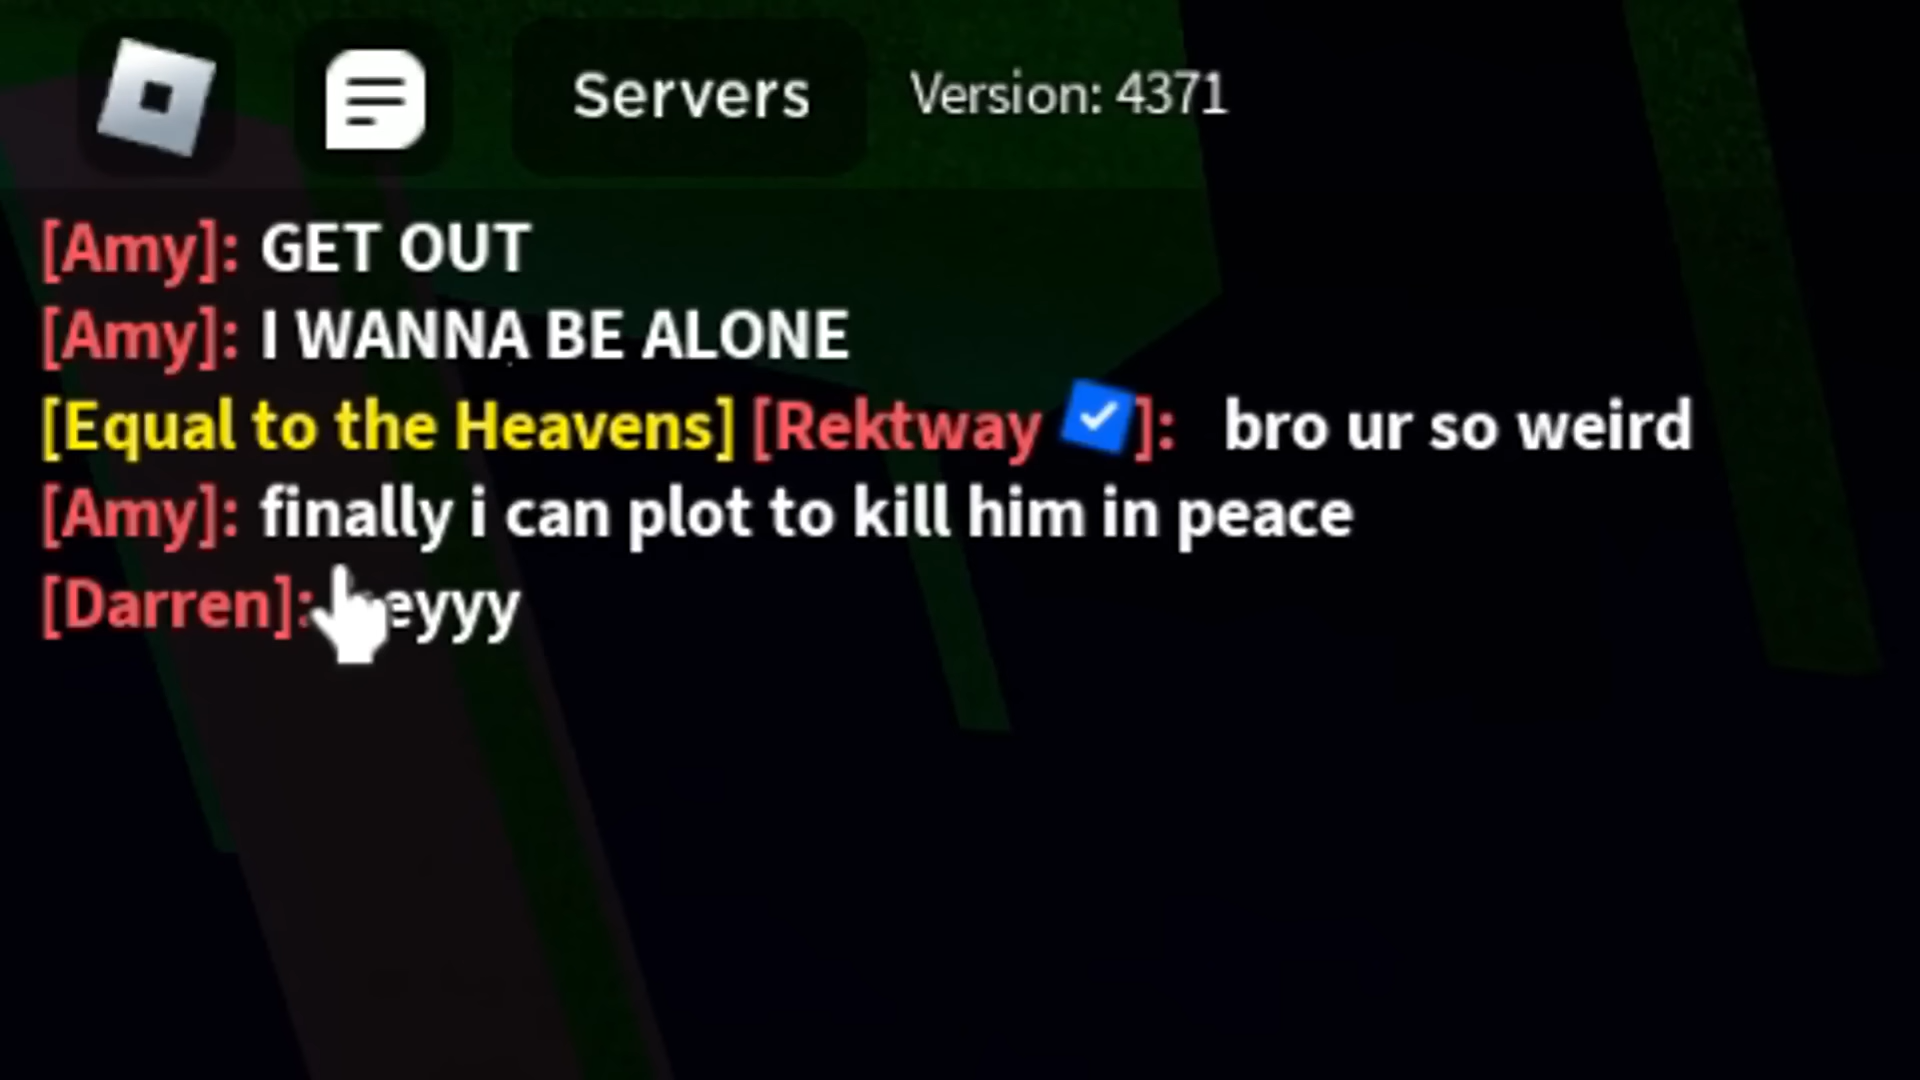 Servers Version: 4371
[Amy]: GET OUT
[Amy]: I WANNA BE ALONE
[Equal to the Heavens] [Rektway ☑]: bro ur so weird
[Amy]: finally i can plot to kill him in peace
[Darren]: